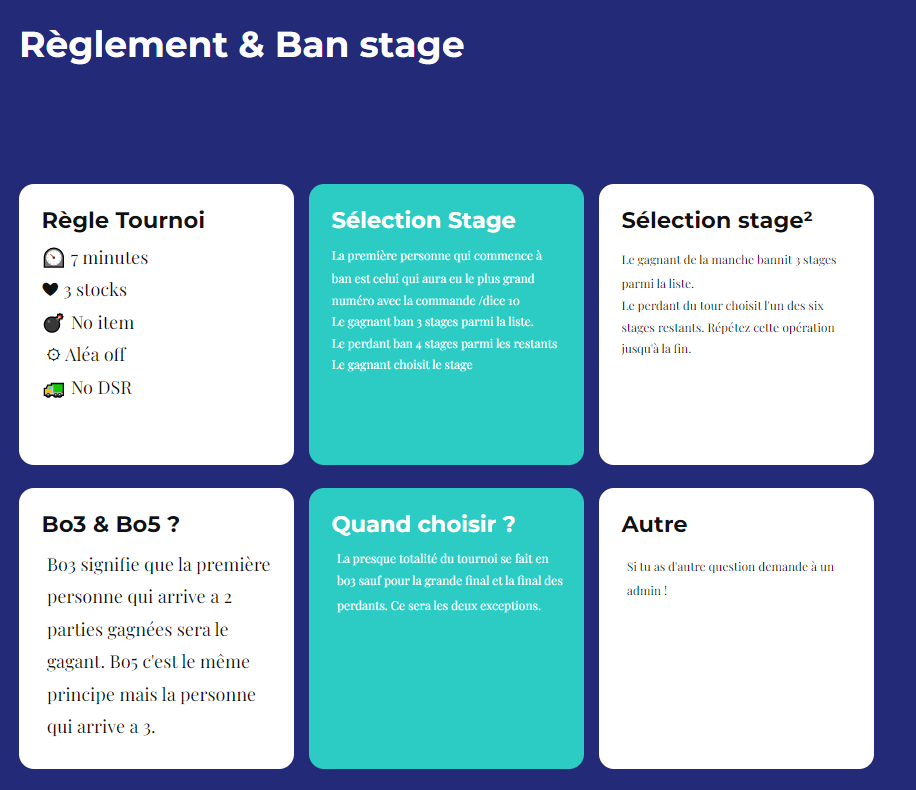 Règlement & Ban stage
Règle Tournoi
7 minutes
3 stocks
No item
Aléa off
No DSR
Sélection Stage
La première personne qui commence à
ban est celui qui aura eu le plus grand
numéro avec la commande /dice 10
Le gagnant ban 3 stages parmi la liste.
Le perdant ban 4 stages parmi les restants
Le gagnant choisit le stage
Sélection stage²
Le gagnant de la manche bannit 3 stages
parmi la liste.
Le perdant du tour choisit l'un des six
stages restants. Répétez cette opération
jusqu'à la fin.
Bo3 & Bo5 ?
Bo3 signifie que la première
personne qui arrive a 2
parties gagnées sera le
gagant. Bo5 c'est le même
principe mais la personne
qui arrive a 3.
Quand choisir ?
La presque totalité du tournoi se fait en
bo3 sauf pour la grande final et la final des
perdants. Ce sera les deux exceptions.
Autre
Si tu as d'autre question demande à un
admin !